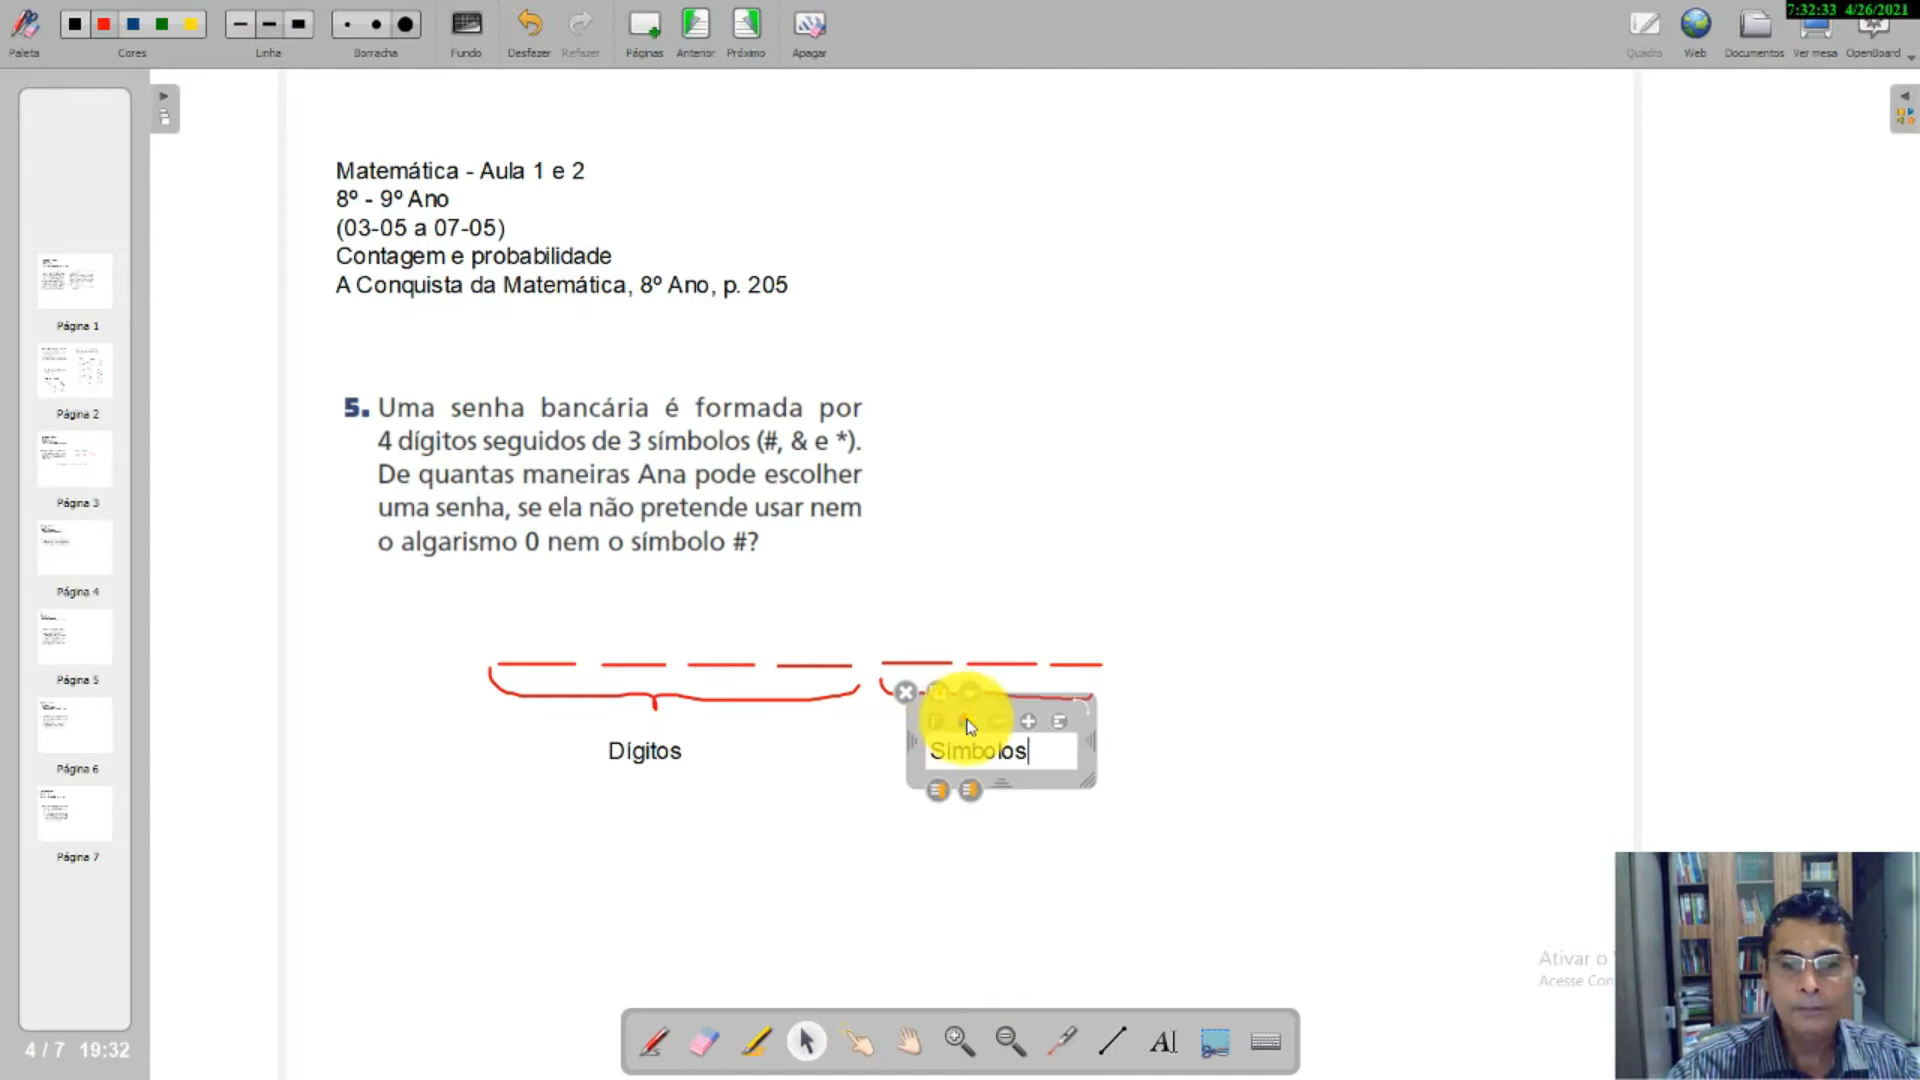 Paleta
Cores
Linha
Borracha
Fundo
Desfazer
Refazer
Páginas
Anterior
Próximo
Apagar
7:32:33 4/26/2021
Quadro
Web
Documentos
Ver mesa
OpenBoard
Página 1
Página 2
Página 3
Página 4
Página 5
Página 6
Página 7
4 / 7 19:32
Matemática - Aula 1 e 2
8º - 9º Ano
(03-05 a 07-05)
Contagem e probabilidade
A Conquista da Matemática, 8º Ano, p. 205
5. Uma senha bancária é formada por
4 dígitos seguidos de 3 símbolos (#, & e *).
De quantas maneiras Ana pode escolher
uma senha, se ela não pretende usar nem
o algarismo 0 nem o símbolo #?
Dígitos
Símbolos
Ativar o
Acesse Con